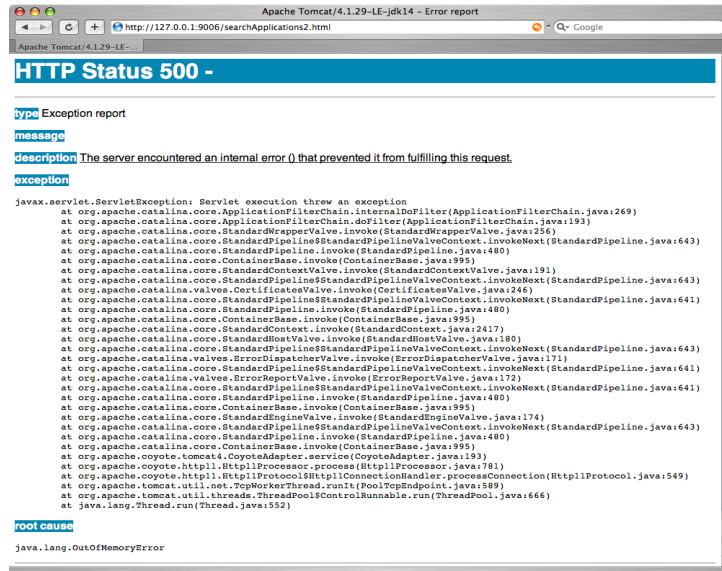 Apache Tomcat/4.1.29-LE-jdk14 – Error report
http://127.0.0.1:9006/searchApplications2.html
Google
Apache Tomcat/4.1.29-LE-...
HTTP Status 500 -
type Exception report
message
description The server encountered an internal error () that prevented it from fulfilling this request.
exception
javax.servlet.ServletException: Servlet execution threw an exception
at org.apache.catalina.core.ApplicationFilterChain.internalDoFilter(ApplicationFilterChain.java:269)
at org.apache.catalina.core.ApplicationFilterChain.doFilter(ApplicationFilterChain.java:193)
at org.apache.catalina.core.StandardWrapperValve.invoke(StandardWrapperValve.java:256)
at org.apache.catalina.core.StandardPipeline$StandardPipelineValveContext.invokeNext(StandardPipeline.java:643)
at org.apache.catalina.core.StandardPipeline.invoke(StandardPipeline.java:480)
at org.apache.catalina.core.ContainerBase.invoke(ContainerBase.java:995)
at org.apache.catalina.core.StandardContextValve.invoke(StandardContextValve.java:191)
at org.apache.catalina.core.StandardPipeline$StandardPipelineValveContext.invokeNext(StandardPipeline.java:643)
at org.apache.catalina.valves.CertificatesValve.invoke(CertificatesValve.java:246)
at org.apache.catalina.core.StandardPipeline$StandardPipelineValveContext.invokeNext(StandardPipeline.java:641)
at org.apache.catalina.core.StandardPipeline.invoke(StandardPipeline.java:480)
at org.apache.catalina.core.ContainerBase.invoke(ContainerBase.java:995)
at org.apache.catalina.core.StandardContext.invoke(StandardContext.java:2417)
at org.apache.catalina.core.StandardHostValve.invoke(StandardHostValve.java:180)
at org.apache.catalina.core.StandardPipeline$StandardPipelineValveContext.invokeNext(StandardPipeline.java:643)
at org.apache.catalina.valves.ErrorDispatcherValve.invoke(ErrorDispatcherValve.java:171)
at org.apache.catalina.core.StandardPipeline$StandardPipelineValveContext.invokeNext(StandardPipeline.java:641)
at org.apache.catalina.valves.ErrorReportValve.invoke(ErrorReportValve.java:172)
at org.apache.catalina.core.StandardPipeline$StandardPipelineValveContext.invokeNext(StandardPipeline.java:641)
at org.apache.catalina.core.StandardPipeline.invoke(StandardPipeline.java:480)
at org.apache.catalina.core.ContainerBase.invoke(ContainerBase.java:995)
at org.apache.catalina.core.StandardEngineValve.invoke(StandardEngineValve.java:174)
at org.apache.catalina.core.StandardPipeline$StandardPipelineValveContext.invokeNext(StandardPipeline.java:643)
at org.apache.catalina.core.StandardPipeline.invoke(StandardPipeline.java:480)
at org.apache.catalina.core.ContainerBase.invoke(ContainerBase.java:995)
at org.apache.coyote.tomcat4.CoyoteAdapter.service(CoyoteAdapter.java:193)
at org.apache.coyote.http11.Http11Processor.process(Http11Processor.java:781)
at org.apache.coyote.http11.Http11Protocol$Http11ConnectionHandler.processConnection(Http11Protocol.java:549)
at org.apache.tomcat.util.net.TcpWorkerThread.runIt(PoolTcpEndpoint.java:589)
at org.apache.tomcat.util.threads.ThreadPool$ControlRunnable.run(ThreadPool.java:666)
at java.lang.Thread.run(Thread.java:552)
root cause
java.lang.OutOfMemoryError